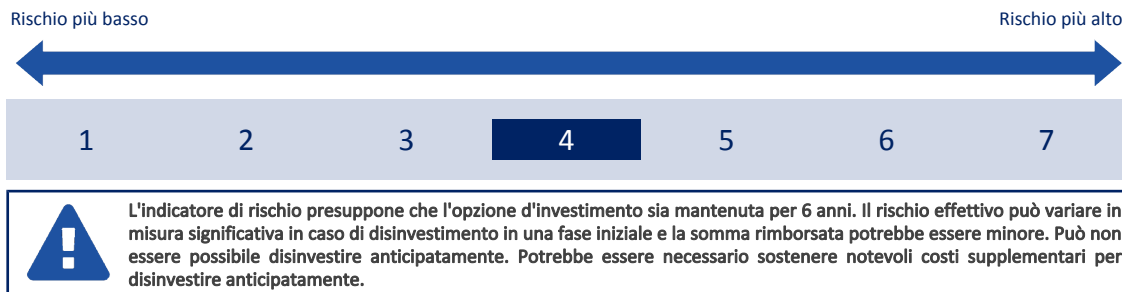 Rischio più basso Rischio più alto
1 2 3 4 5 6 7
L'indicatore di rischio presuppone che l'opzione d'investimento sia mantenuta per 6 anni. Il rischio effettivo può variare in
misura significativa in caso di disinvestimento in una fase iniziale e la somma rimborsata potrebbe essere minore. Può non
essere possibile disinvestire anticipatamente. Potrebbe essere necessario sostenere notevoli costi supplementari per
disinvestire anticipatamente.